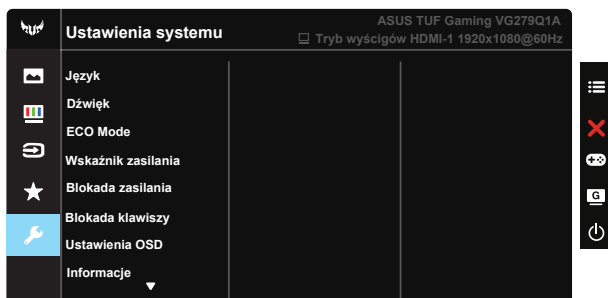 ASUS TUF Gaming VG279Q1A
Ustawienia systemu
Tryb wyścigów HDMI-1 1920x1080@60Hz
Język
Dźwięk
ECO Mode
Wskaźnik zasilania
Blokada zasilania
Blokada klawiszy
Ustawienia OSD
Informacje
G